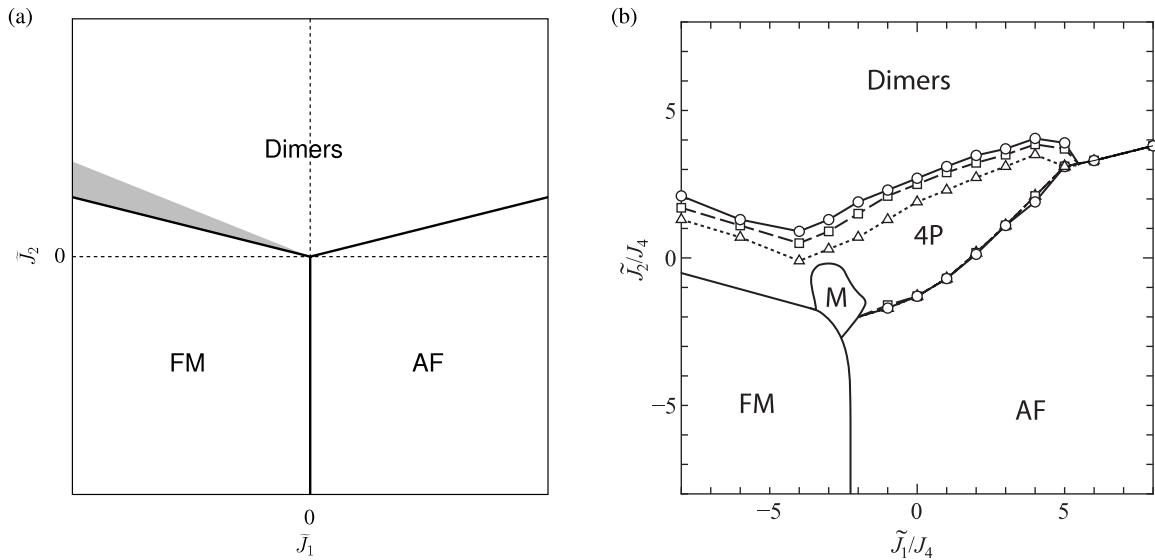 (a)
Dimers
J̃₂
0
FM
AF
0
J̃₁
(b)
Dimers
5
4P
J̃₂/J₄
0
M
FM
−5
AF
−5
0
5
J̃₁/J₄